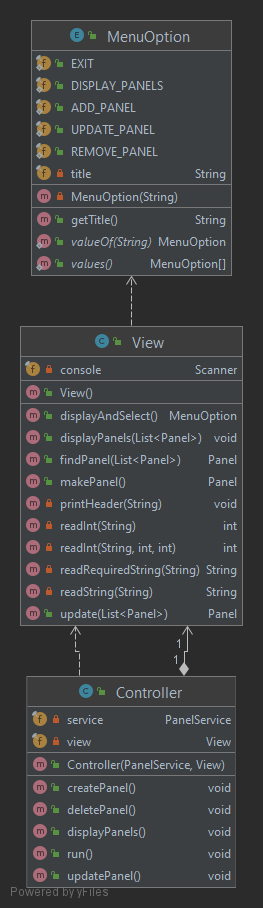 MenuOption
EXIT
DISPLAY_PANELS
ADD_PANEL
UPDATE_PANEL
REMOVE_PANEL
title String
MenuOption(String)
getTitle() String
valueOf(String) MenuOption
values() MenuOption[]
View
console Scanner
View()
displayAndSelect() MenuOption
displayPanels(List<Panel>) void
findPanel(List<Panel>) Panel
makePanel() Panel
printHeader(String) void
readInt(String) int
readInt(String, int, int) int
readRequiredString(String) String
readString(String) String
update(List<Panel>) Panel
1
1
Controller
service PanelService
view View
Controller(PanelService, View)
createPanel() void
deletePanel() void
displayPanels() void
run() void
updatePanel() void
Powered by yFiles